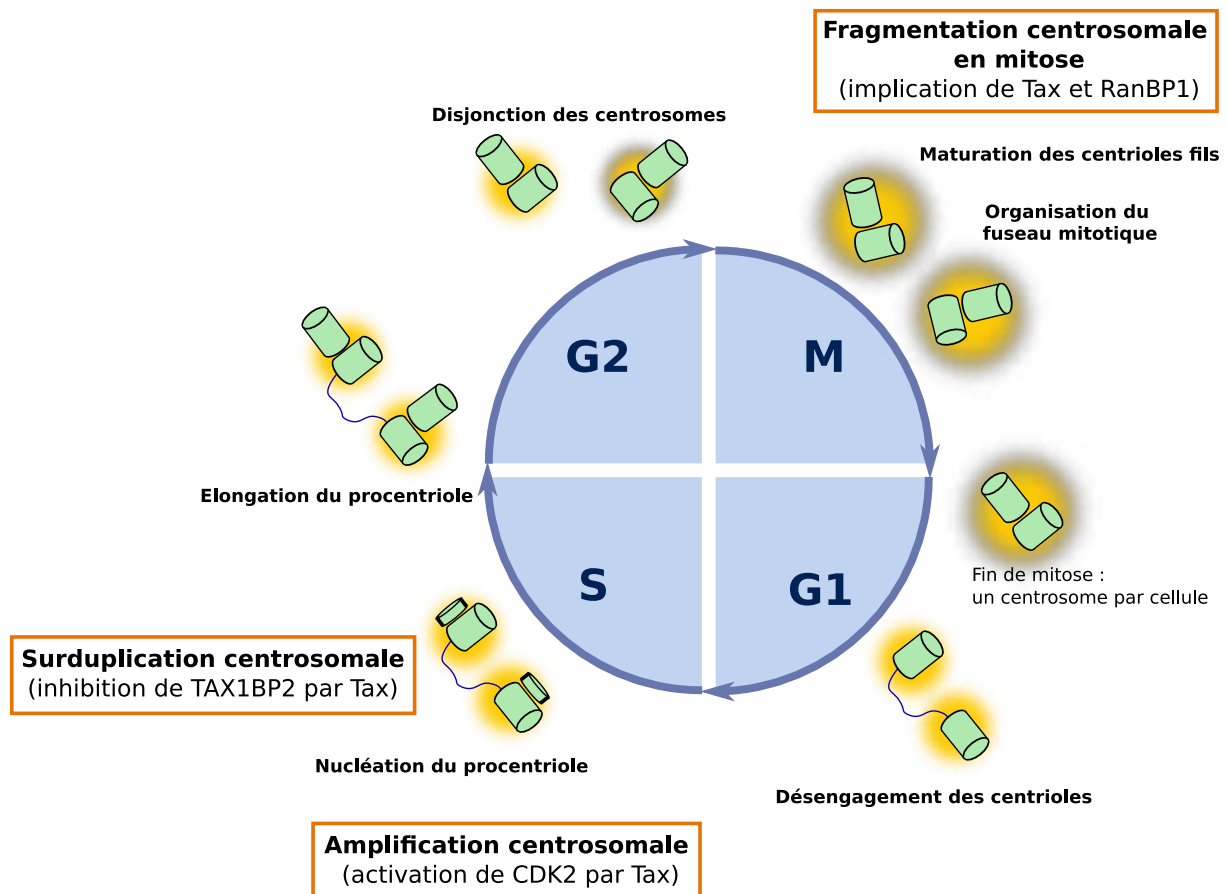 Fragmentation centrosomale
en mitose
(implication de Tax et RanBP1)
Disjonction des centrosomes
Maturation des centrioles fils
Organisation du
fuseau mitotique
G2
M
Elongation du procentriole
S
G1
Fin de mitose :
un centrosome par cellule
Surduplication centrosomale
(inhibition de TAX1BP2 par Tax)
Nucléation du procentriole
Désengagement des centrioles
Amplification centrosomale
(activation de CDK2 par Tax)